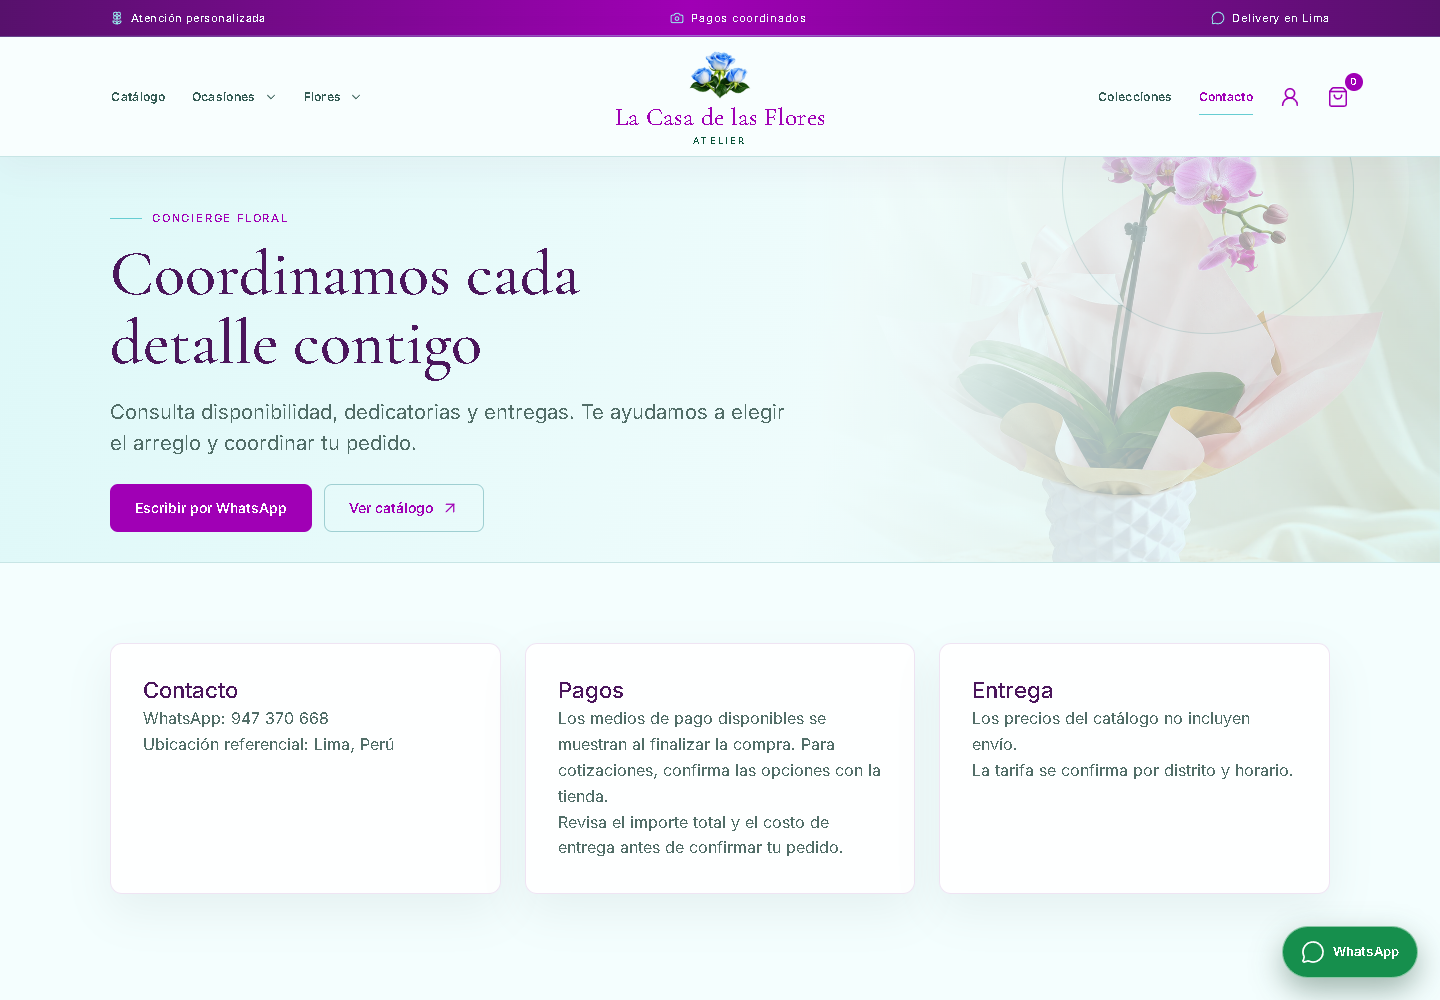 Atención personalizada
Pagos coordinados
Delivery en Lima
Catálogo
Ocasiones
Flores
La Casa de las Flores
ATELIER
Colecciones
Contacto
0
CONCIERGE FLORAL
Coordinamos cada
detalle contigo
Consulta disponibilidad, dedicatorias y entregas. Te ayudamos a elegir
el arreglo y coordinar tu pedido.
Escribir por WhatsApp
Ver catálogo
Contacto
WhatsApp: 947 370 668
Ubicación referencial: Lima, Perú
Pagos
Los medios de pago disponibles se
muestran al finalizar la compra. Para
cotizaciones, confirma las opciones con la
tienda.
Revisa el importe total y el costo de
entrega antes de confirmar tu pedido.
Entrega
Los precios del catálogo no incluyen
envío.
La tarifa se confirma por distrito y horario.
WhatsApp